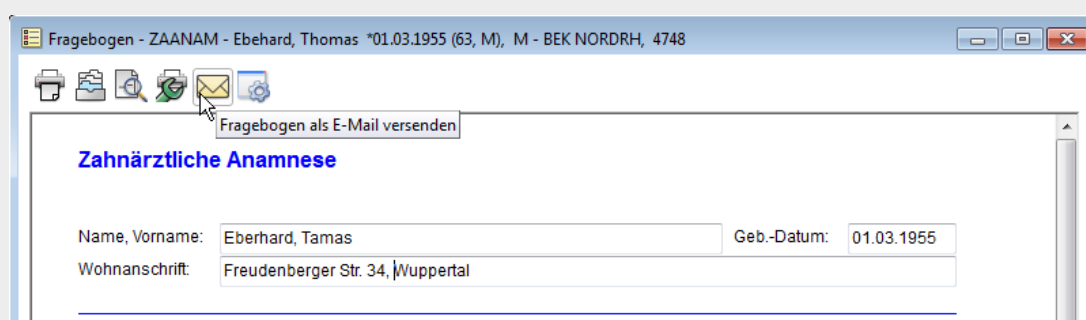 Fragebogen - ZAANAM - Ebehard, Thomas *01.03.1955 (63, M), M - BEK NORDRH, 4748
Fragebogen als E-Mail versenden
Zahnärztliche Anamnese
Name, Vorname: Eberhard, Tamas Geb.-Datum: 01.03.1955
Wohnanschrift: Freudenberger Str. 34, Wuppertal